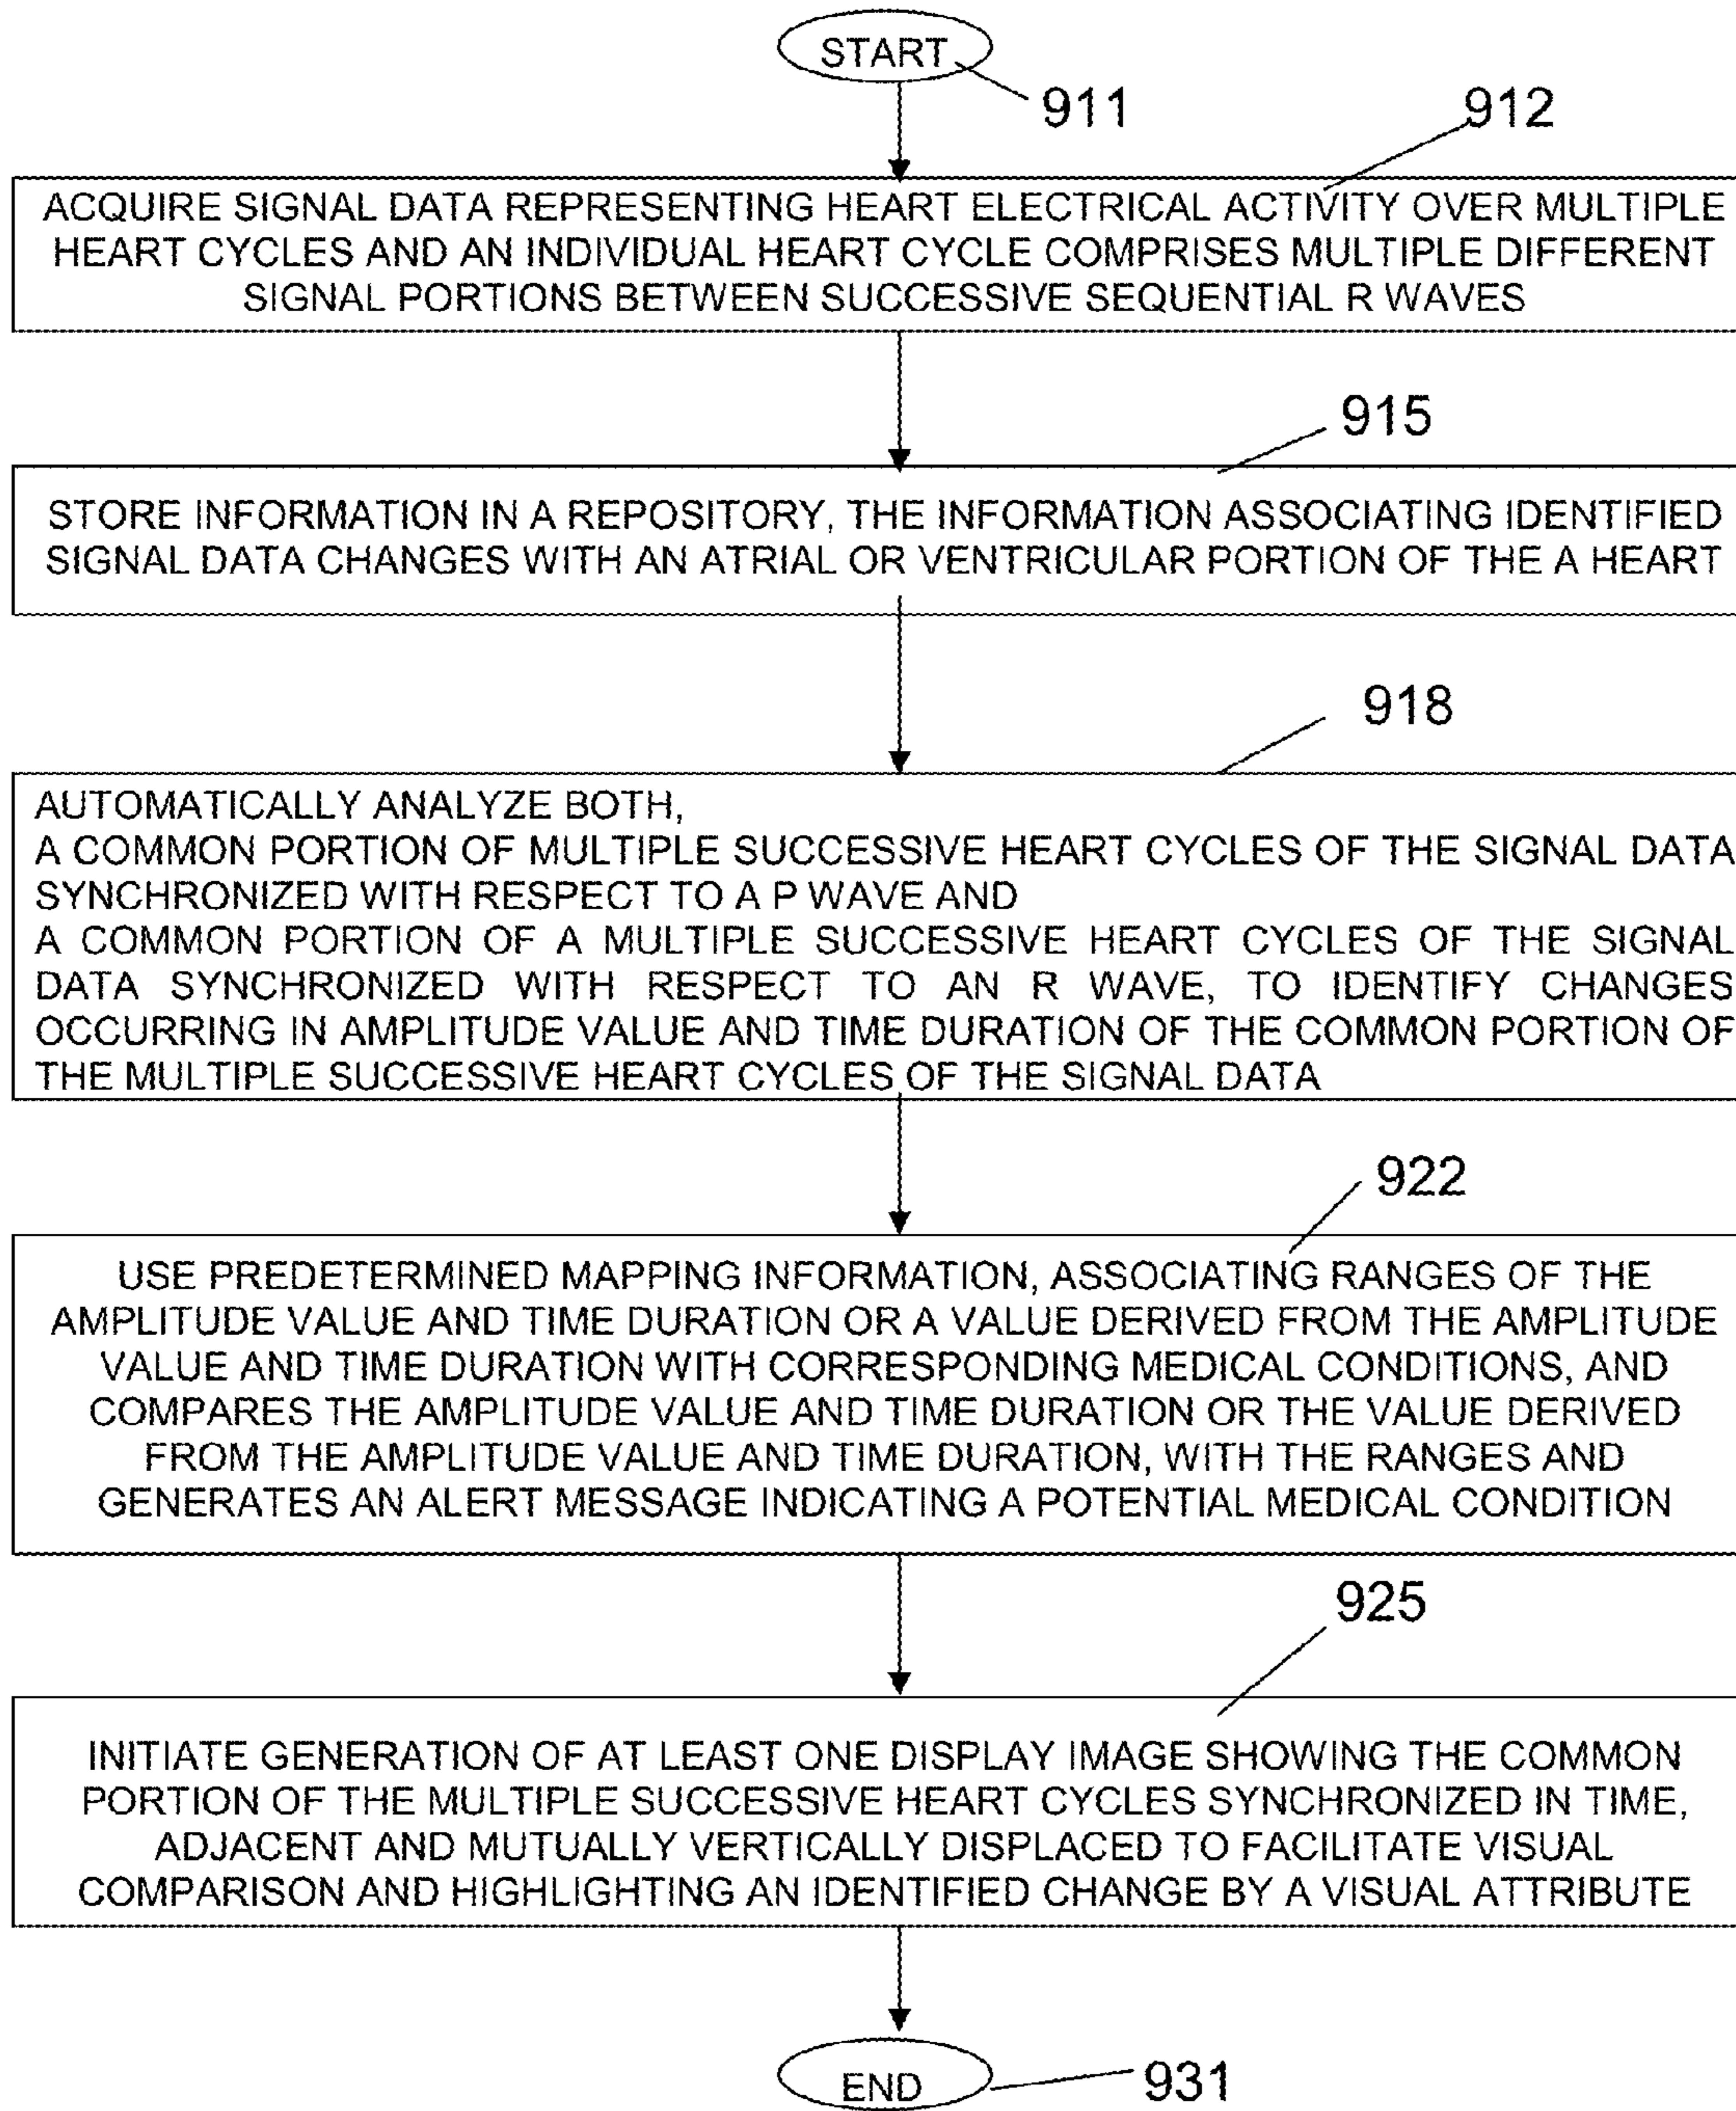 START
911
912
ACQUIRE SIGNAL DATA REPRESENTING HEART ELECTRICAL ACTIVITY OVER MULTIPLE
HEART CYCLES AND AN INDIVIDUAL HEART CYCLE COMPRISES MULTIPLE DIFFERENT
SIGNAL PORTIONS BETWEEN SUCCESSIVE SEQUENTIAL R WAVES
915
STORE INFORMATION IN A REPOSITORY, THE INFORMATION ASSOCIATING IDENTIFIED
SIGNAL DATA CHANGES WITH AN ATRIAL OR VENTRICULAR PORTION OF THE A HEART
918
AUTOMATICALLY ANALYZE BOTH,
A COMMON PORTION OF MULTIPLE SUCCESSIVE HEART CYCLES OF THE SIGNAL DATA
SYNCHRONIZED WITH RESPECT TO A P WAVE AND
A COMMON PORTION OF A MULTIPLE SUCCESSIVE HEART CYCLES OF THE SIGNAL
DATA SYNCHRONIZED WITH RESPECT TO AN R WAVE, TO IDENTIFY CHANGES
OCCURRING IN AMPLITUDE VALUE AND TIME DURATION OF THE COMMON PORTION OF
THE MULTIPLE SUCCESSIVE HEART CYCLES OF THE SIGNAL DATA
922
USE PREDETERMINED MAPPING INFORMATION, ASSOCIATING RANGES OF THE
AMPLITUDE VALUE AND TIME DURATION OR A VALUE DERIVED FROM THE AMPLITUDE
VALUE AND TIME DURATION WITH CORRESPONDING MEDICAL CONDITIONS, AND
COMPARES THE AMPLITUDE VALUE AND TIME DURATION OR THE VALUE DERIVED
FROM THE AMPLITUDE VALUE AND TIME DURATION, WITH THE RANGES AND
GENERATES AN ALERT MESSAGE INDICATING A POTENTIAL MEDICAL CONDITION
925
INITIATE GENERATION OF AT LEAST ONE DISPLAY IMAGE SHOWING THE COMMON
PORTION OF THE MULTIPLE SUCCESSIVE HEART CYCLES SYNCHRONIZED IN TIME,
ADJACENT AND MUTUALLY VERTICALLY DISPLACED TO FACILITATE VISUAL
COMPARISON AND HIGHLIGHTING AN IDENTIFIED CHANGE BY A VISUAL ATTRIBUTE
END
931